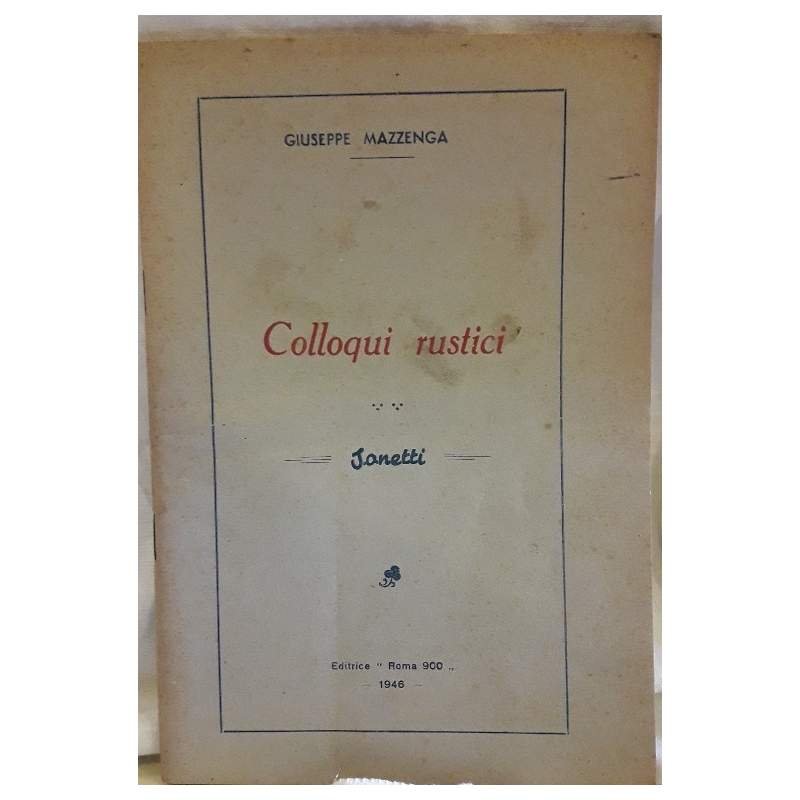 GIUSEPPE MAZZENGA
Colloqui rustici
Sonetti
Editrice " Roma 900 „
— 1946 —